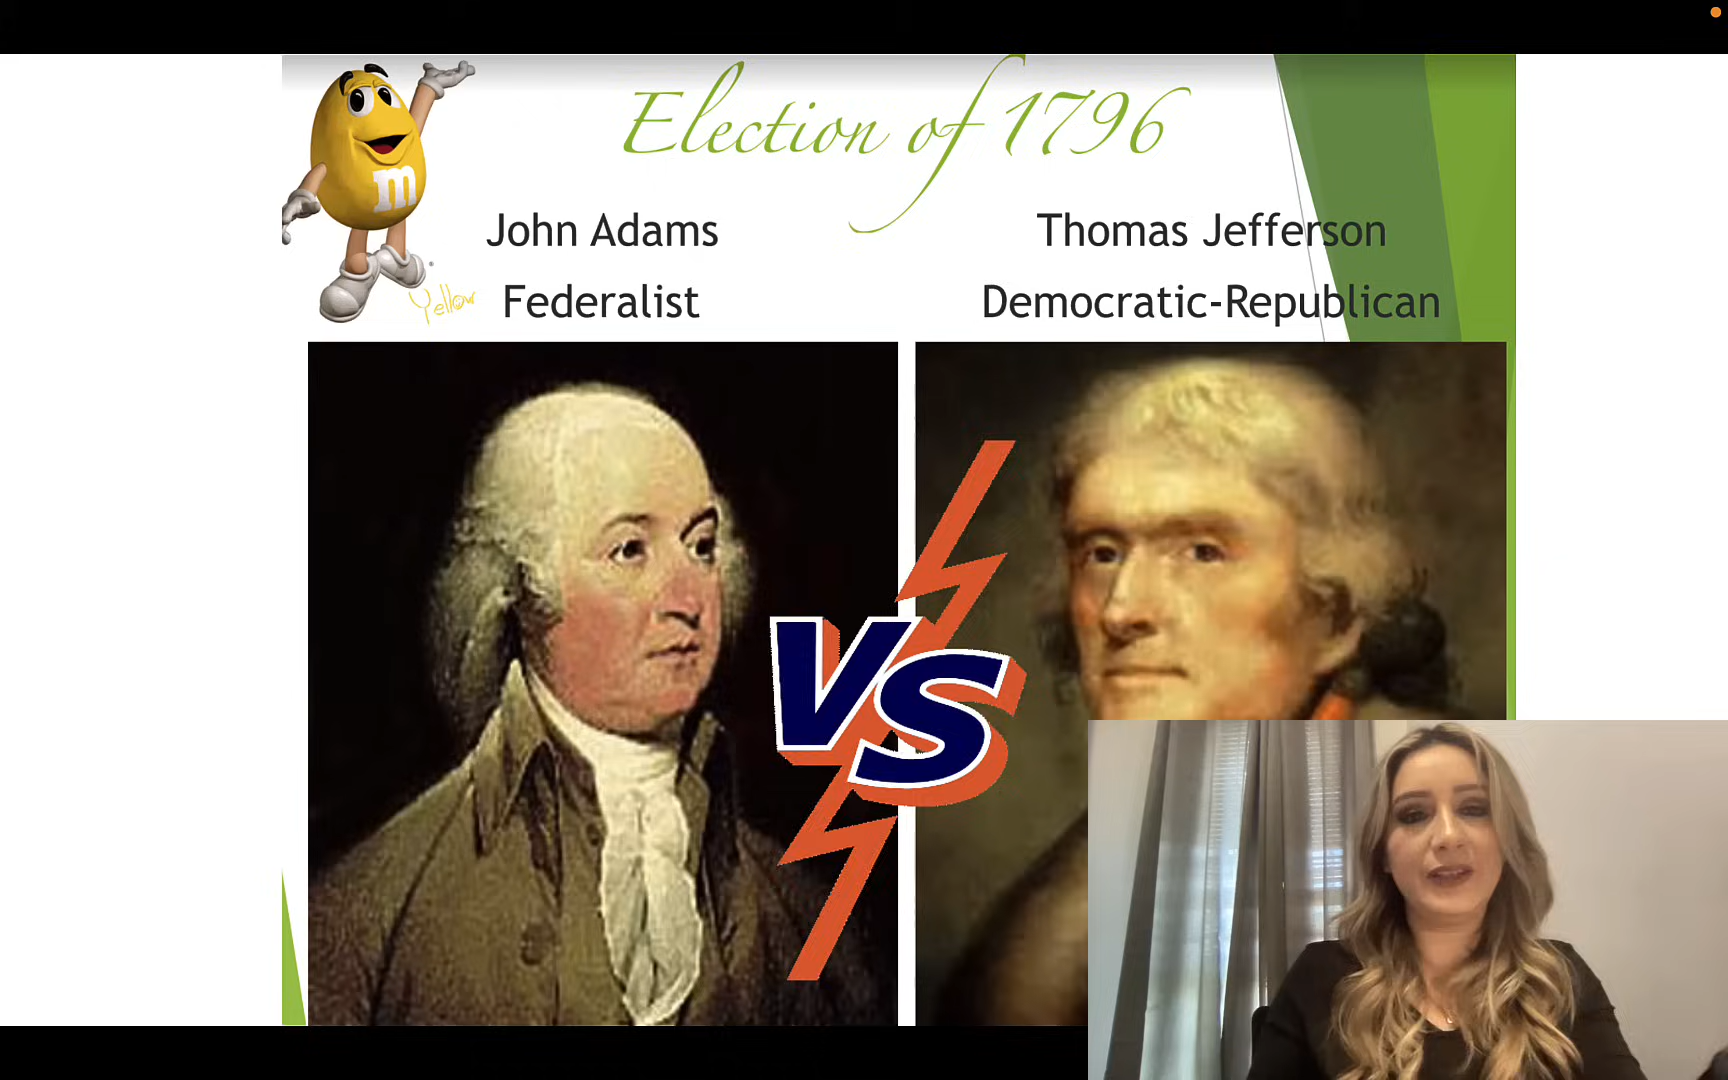 Election of 1796
m
John Adams
Thomas Jefferson
Yellow
Federalist
Democratic-Republican
VS